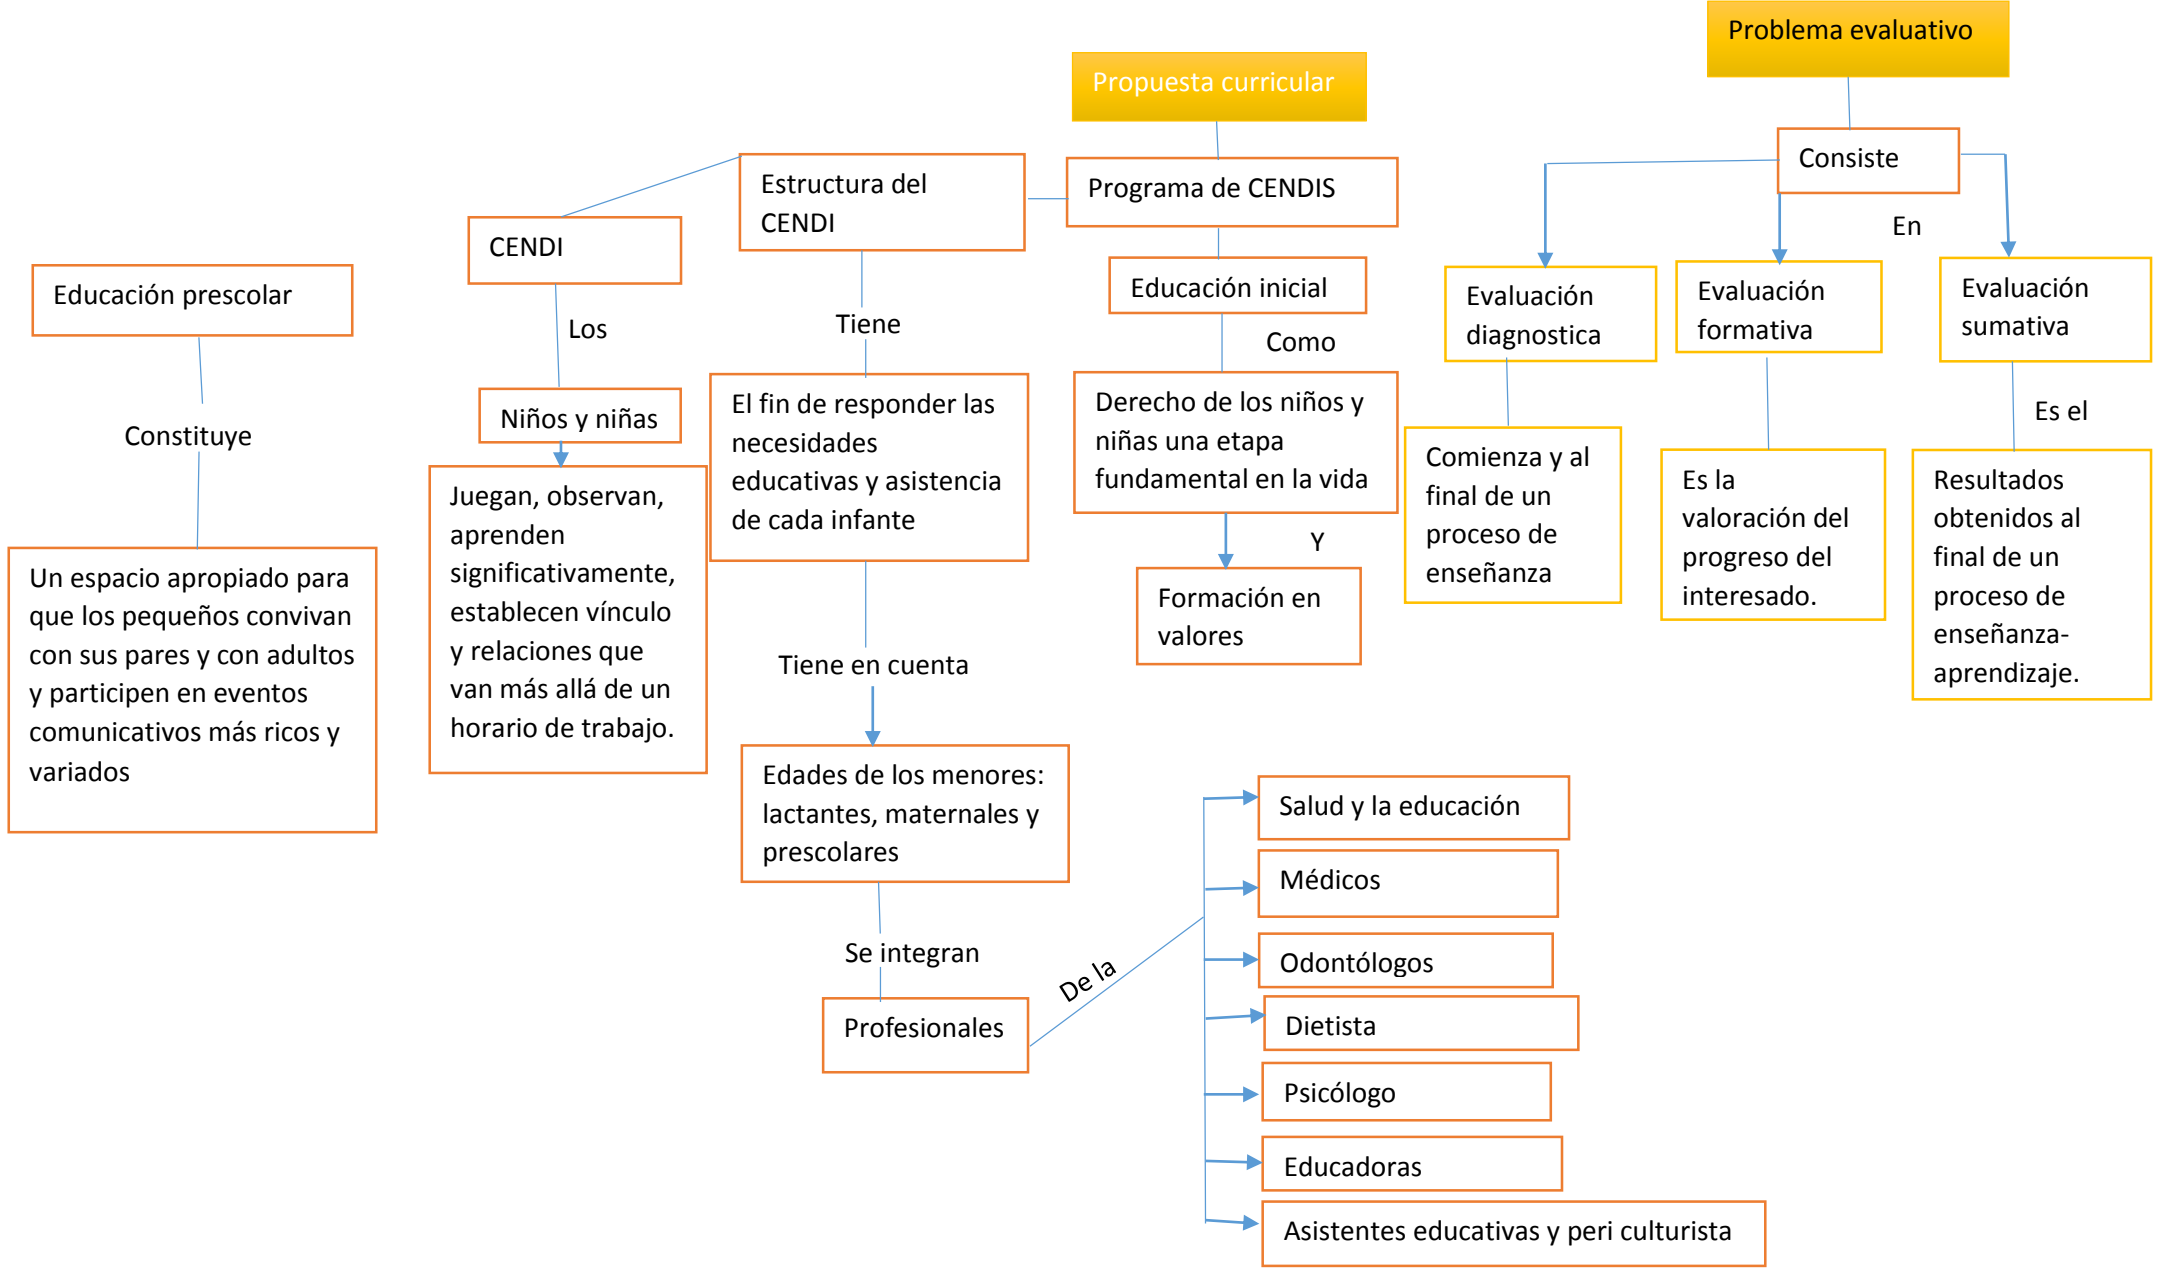 Problema evaluativo
Propuesta curricular
Consiste
Estructura del
CENDI
Programa de CENDIS
En
CENDI
Educación prescolar
Educación inicial
Evaluación
diagnostica
Evaluación
formativa
Evaluación
sumativa
Los
Tiene
Como
Niños y niñas
El fin de responder las
necesidades
educativas y asistencia
de cada infante
Derecho de los niños y
niñas una etapa
fundamental en la vida
Es el
Constituye
Comienza y al
final de un
proceso de
enseñanza
Es la
valoración del
progreso del
interesado.
Resultados
obtenidos al
final de un
proceso de
enseñanza-
aprendizaje.
Juegan, observan,
aprenden
significativamente,
establecen vínculo
y relaciones que
van más allá de un
horario de trabajo.
Y
Un espacio apropiado para
que los pequeños convivan
con sus pares y con adultos
y participen en eventos
comunicativos más ricos y
variados
Formación en
valores
Tiene en cuenta
Edades de los menores:
lactantes, maternales y
prescolares
Se integran
Profesionales
De la
Salud y la educación
Médicos
Odontólogos
Dietista
Psicólogo
Educadoras
Asistentes educativas y peri culturista